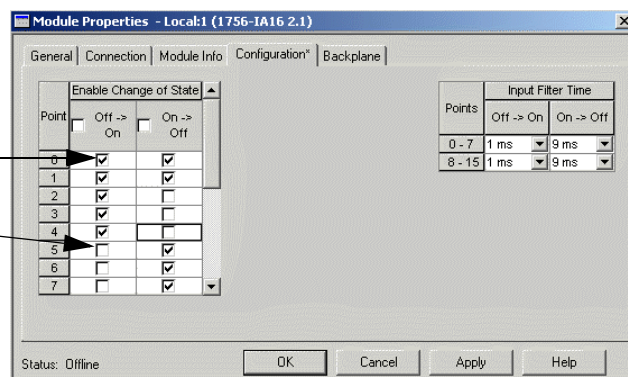 Module Properties - Local:1 (1756-IA16 2.1)
General Connection Module Info Configuration* Backplane
Enable Change of State
Point Off -> On On -> Off
0
1
2
3
4
5
6
7
Input Filter Time
Points Off -> On On -> Off
0 - 7 1 ms 9 ms
8 - 15 1 ms 9 ms
Status: Offline
OK Cancel Apply Help